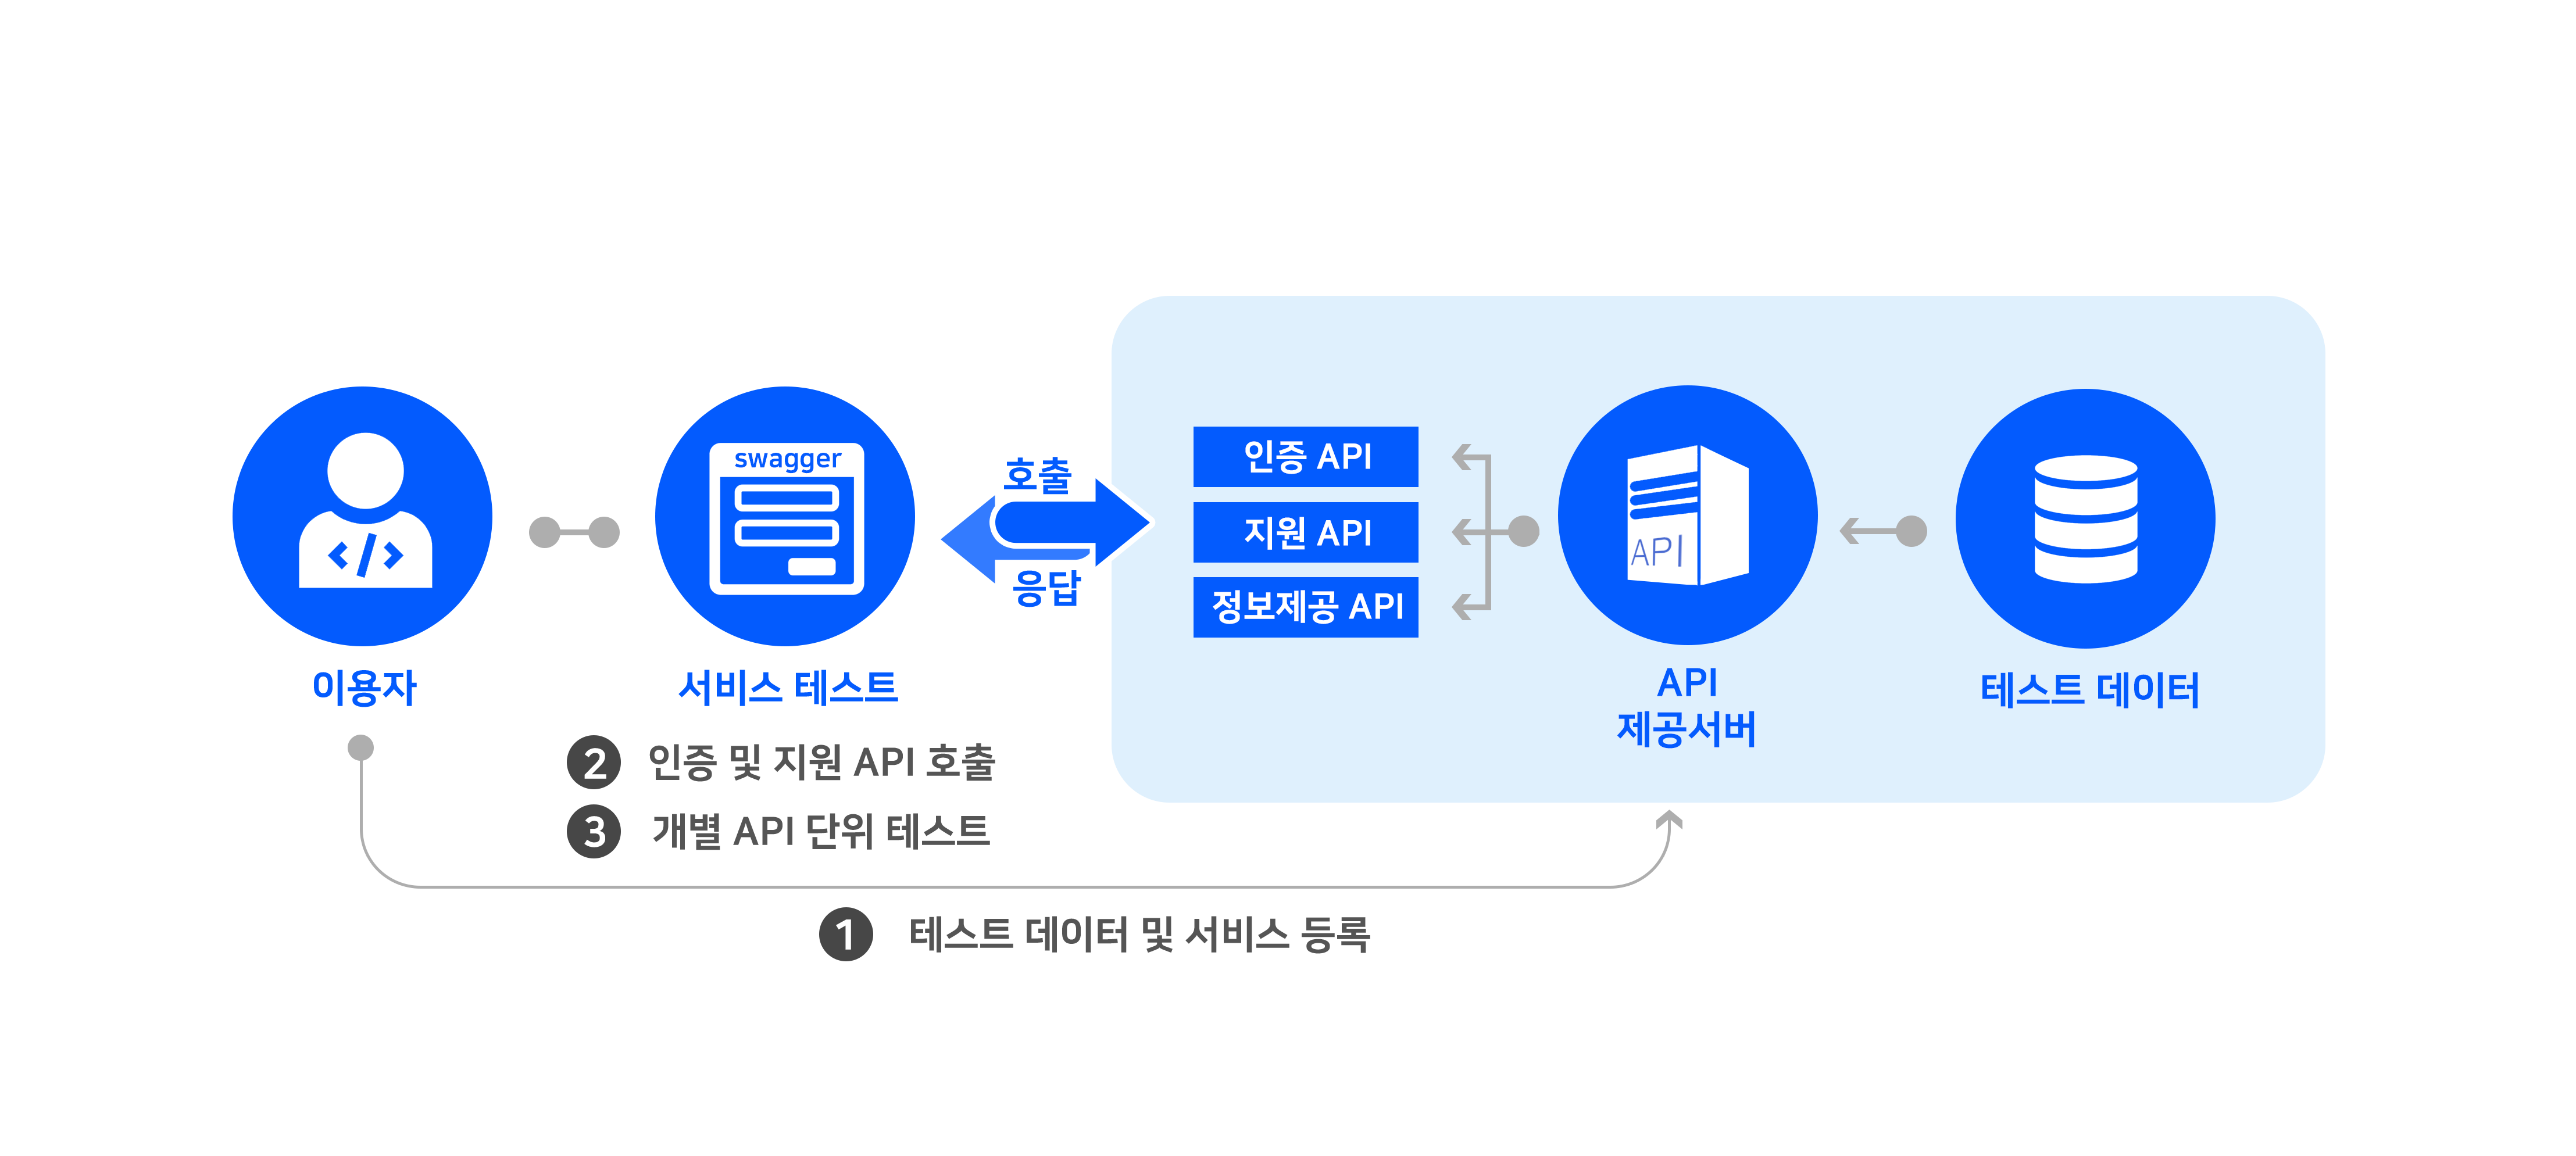 이용자
swagger
서비스 테스트
호출
응답
인증 API
지원 API
정보제공 API
API
API
제공서버
테스트 데이터
2 인증 및 지원 API 호출
3 개별 API 단위 테스트
1 테스트 데이터 및 서비스 등록